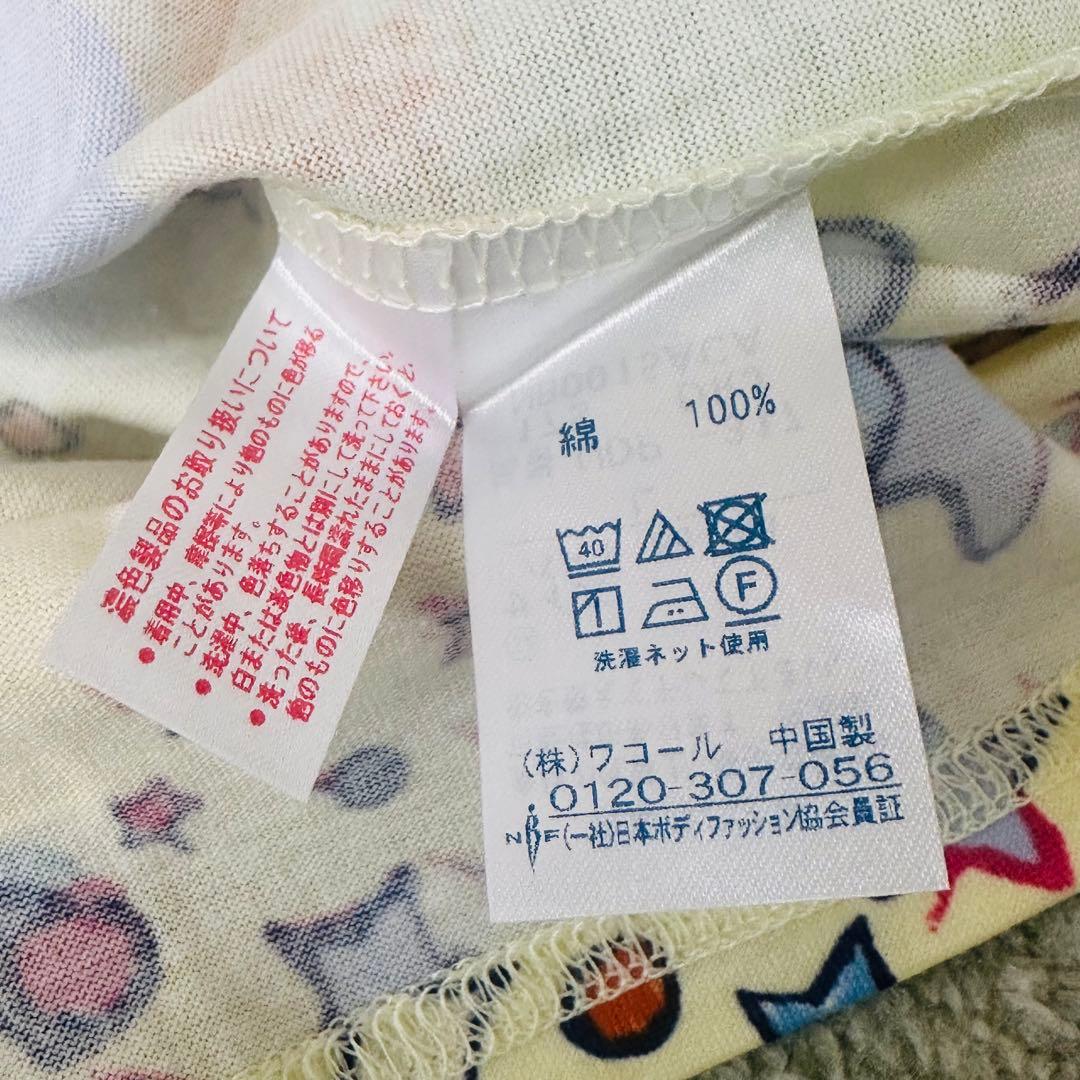 濃色製品のお取り扱いについて
●着用中、摩擦等により他のものに色が移る
ことがあります。
●洗濯中、色落ちすることがありますので、
白または淡色物とは別にして洗って下さい。
●洗った後、長時間濡れたままにしておくと、
他のものに色移りすることがあります。
綿 100%
40
F
洗濯ネット使用
(株)ワコール 中国製
0120-307-056
NBF(一社)日本ボディファッション協会会員証